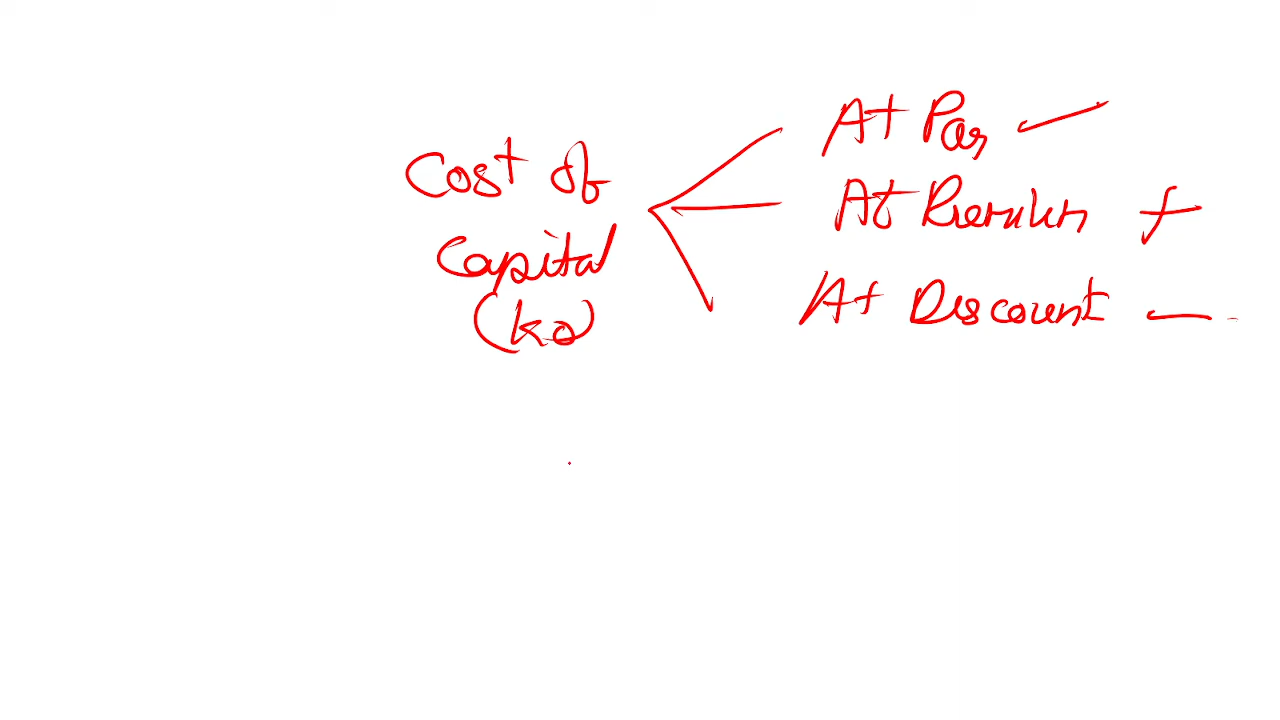 Cost of
Capital
(ko)
At Par
At Premium +
At Discount —